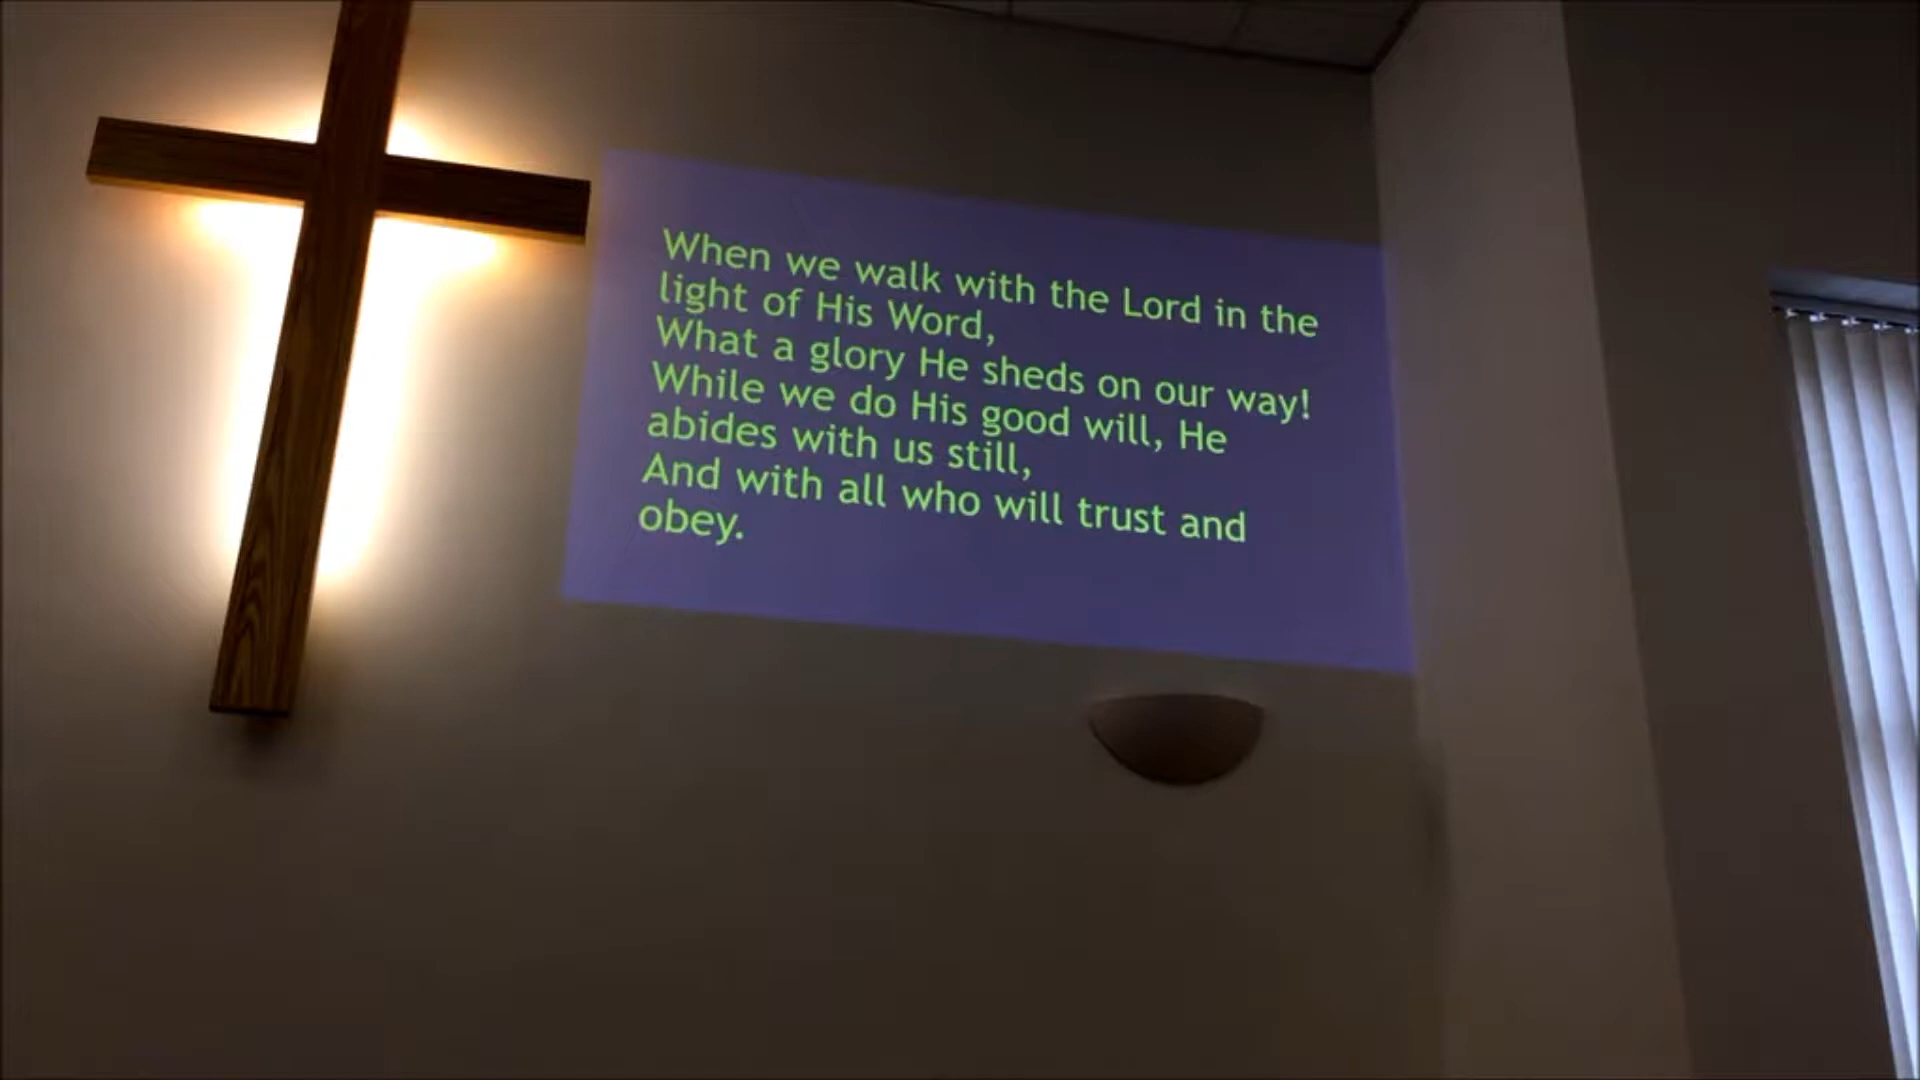 When we walk with the Lord in the
light of His Word,
What a glory He sheds on our way!
While we do His good will, He
abides with us still,
And with all who will trust and
obey.